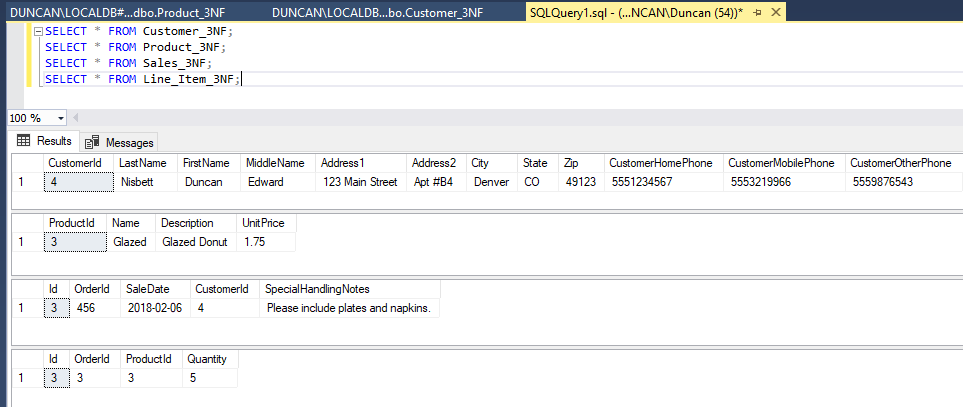 DUNCAN\LOCALDB#...dbo.Product_3NF DUNCAN\LOCALDB...bo.Customer_3NF SQLQuery1.sql - (...NCAN\Duncan (54))*
SELECT * FROM Customer_3NF;
SELECT * FROM Product_3NF;
SELECT * FROM Sales_3NF;
SELECT * FROM Line_Item_3NF;
100 %
Results Messages
CustomerId LastName FirstName MiddleName Address1 Address2 City State Zip CustomerHomePhone CustomerMobilePhone CustomerOtherPhone
1 4 Nisbett Duncan Edward 123 Main Street Apt #B4 Denver CO 49123 5551234567 5553219966 5559876543
ProductId Name Description UnitPrice
1 3 Glazed Glazed Donut 1.75
Id OrderId SaleDate CustomerId SpecialHandlingNotes
1 3 456 2018-02-06 4 Please include plates and napkins.
Id OrderId ProductId Quantity
1 3 3 3 5